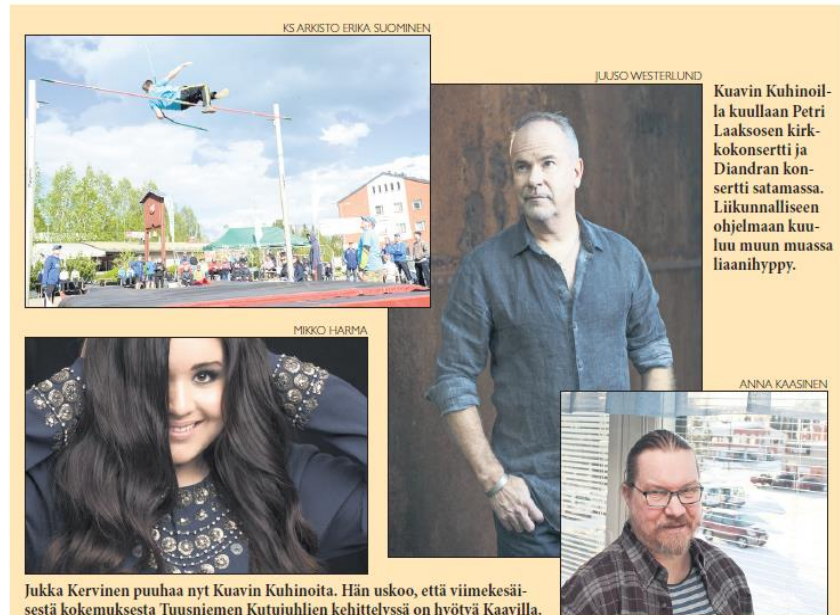 KS ARKISTO ERIKA SUOMINEN
JUUSO WESTERLUND
Kuavin Kuhinoil-
la kuullaan Petri
Laaksosen kirk-
kokonsertti ja
Diandran kon-
sertti satamassa.
Liikunnalliseen
ohjelmaan kuu-
luu muun muassa
liaanihyppy.
MIKKO HARMA
ANNA KAASINEN
Jukka Kervinen puuhaa nyt Kuavin Kuhinoita. Hän uskoo, että viimekesäi-
sestä kokemuksesta Tuusniemen Kutujuhlien kehittelyssä on hyötyä Kaavilla.